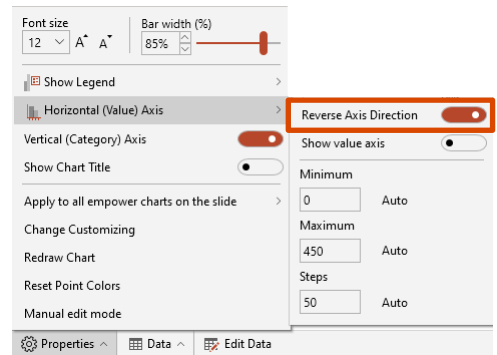 Font size
Bar width (%)
12
A
A
85%
Show Legend
Horizontal (Value) Axis
Vertical (Category) Axis
Show Chart Title
Apply to all empower charts on the slide
Change Customizing
Redraw Chart
Reset Point Colors
Manual edit mode
Reverse Axis Direction
Show value axis
Minimum
0 Auto
Maximum
450 Auto
Steps
50 Auto
Properties
Data
Edit Data